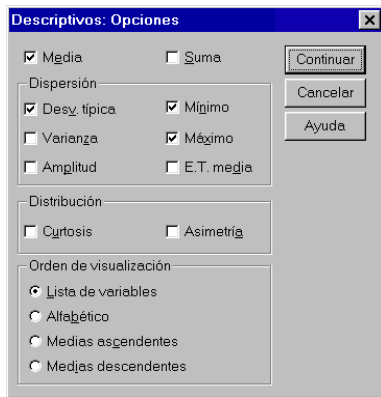 Descriptivos: Opciones
Media
Suma
Continuar
Dispersión
Cancelar
Desv. típica
Mínimo
Ayuda
Varianza
Máximo
Amplitud
E.T. media
Distribución
Curtosis
Asimetría
Orden de visualización
Lista de variables
Alfabético
Medias ascendentes
Medias descendentes